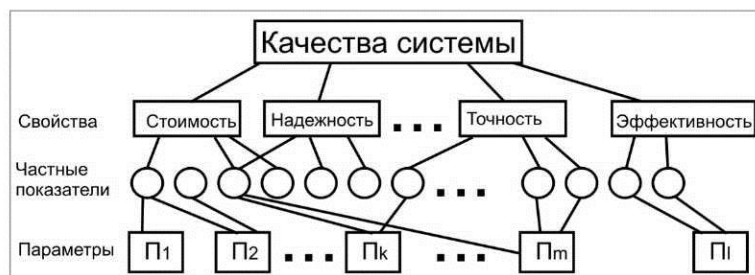 Качества системы
Свойства
Стоимость
Надежность
...
Точность
Эффективность
Частные
показатели
...
Параметры
П1
П2
...
Пk
...
Пm
Пl